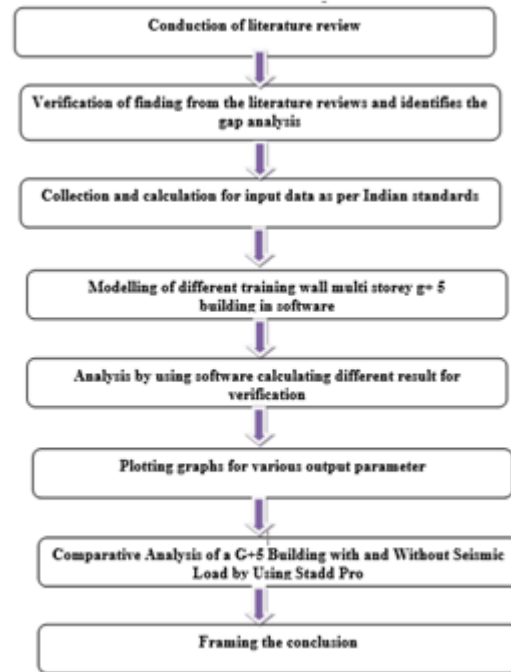 Conduction of literature review
Verification of finding from the literature reviews and identifies the
gap analysis
Collection and calculation for input data as per Indian standards
Modelling of different training wall multi storey g+ 5
building in software
Analysis by using software calculating different result for
verification
Plotting graphs for various output parameter
Comparative Analysis of a G+5 Building with and Without Seismic
Load by Using Stadd Pro
Framing the conclusion